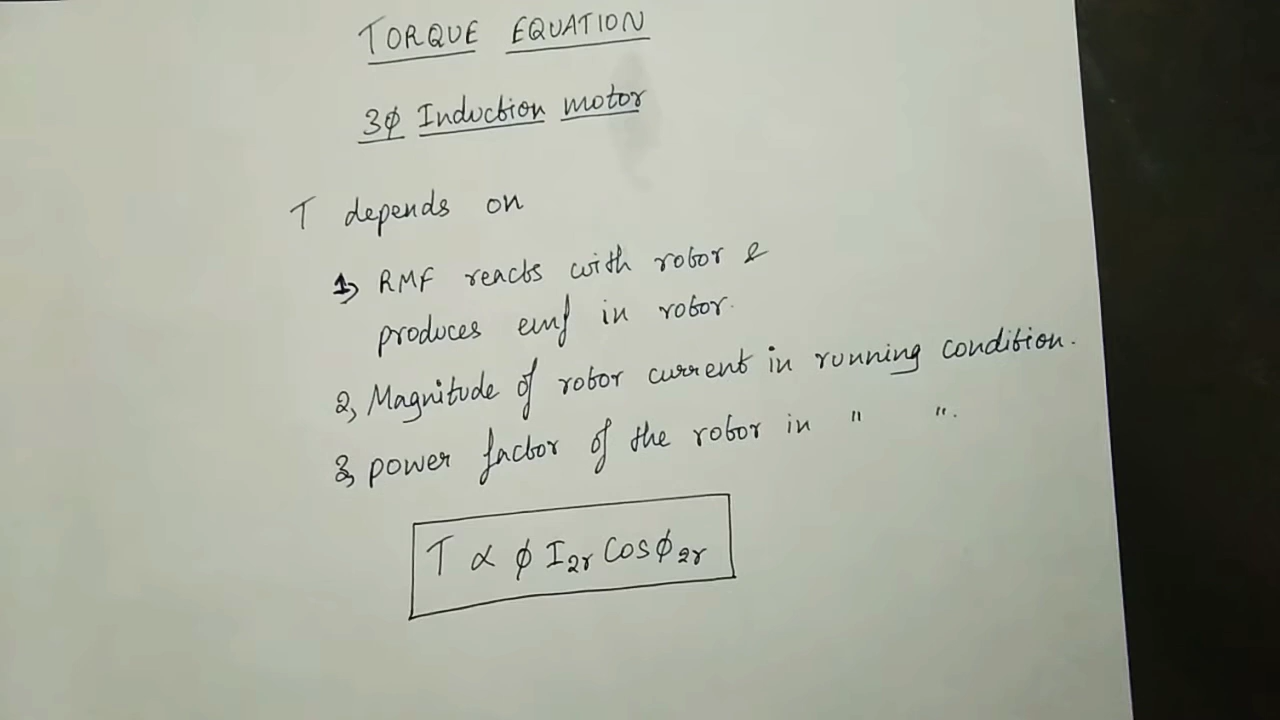 TORQUE EQUATION
3ϕ Induction motor
T depends on
1) RMF reacts with rotor &
produces emf in rotor.
2, Magnitude of rotor current in running condition.
3, power factor of the rotor in " ".
T ∝ ϕ I₂ᵣ Cosϕ₂ᵣ